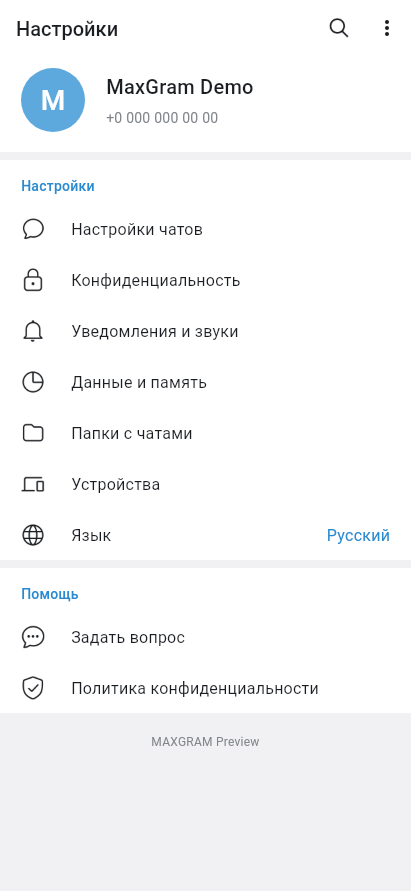 Настройки
M
MaxGram Demo
+0 000 000 00 00
Настройки
Настройки чатов
Конфиденциальность
Уведомления и звуки
Данные и память
Папки с чатами
Устройства
Язык Русский
Помощь
Задать вопрос
Политика конфиденциальности
MAXGRAM Preview